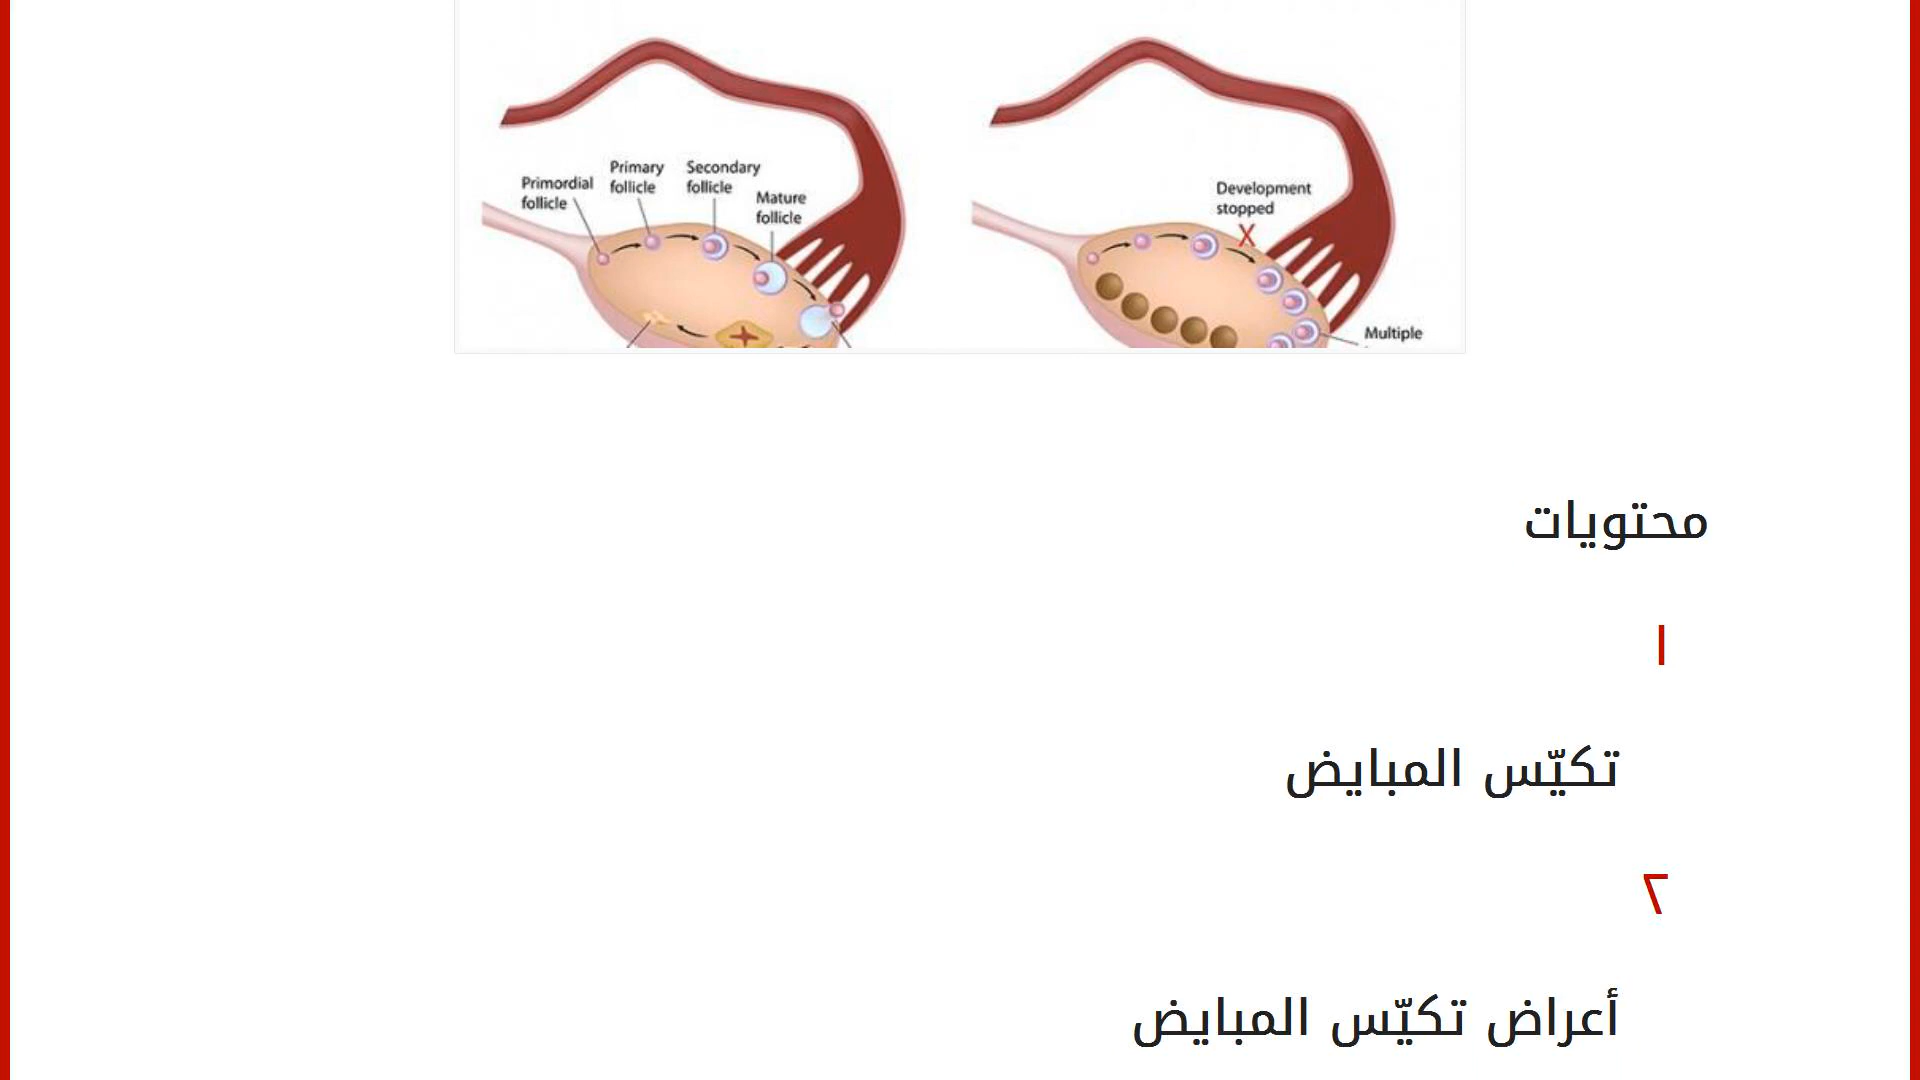 Primordial
follicle
Primary
follicle
Secondary
follicle
Mature
follicle
Development
stopped
X
Multiple
محتويات
١
تكيّس المبايض
٢
أعراض تكيّس المبايض